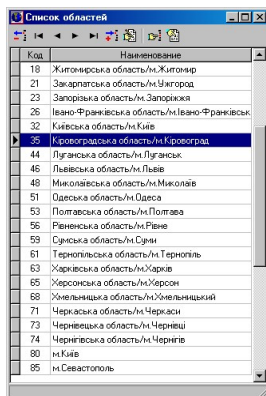 Список областей
Код Наименование
18 Житомирська область/м.Житомир
21 Закарпатська область/м.Ужгород
23 Запорізька область/м.Запоріжжя
26 Івано-Франківська область/м.Івано-Франківськ
32 Київська область/м.Київ
35 Кіровоградська область/м.Кіровоград
44 Луганська область/м.Луганськ
46 Львівська область/м.Львів
48 Миколаївська область/м.Миколаїв
51 Одеська область/м.Одеса
53 Полтавська область/м.Полтава
56 Рівненська область/м.Рівне
59 Сумська область/м.Суми
61 Тернопільська область/м.Тернопіль
63 Харківська область/м.Харків
65 Херсонська область/м.Херсон
68 Хмельницька область/м.Хмельницький
71 Черкаська область/м.Черкаси
73 Чернівецька область/м.Чернівці
74 Чернігівська область/м.Чернігів
80 м.Київ
85 м.Севастополь